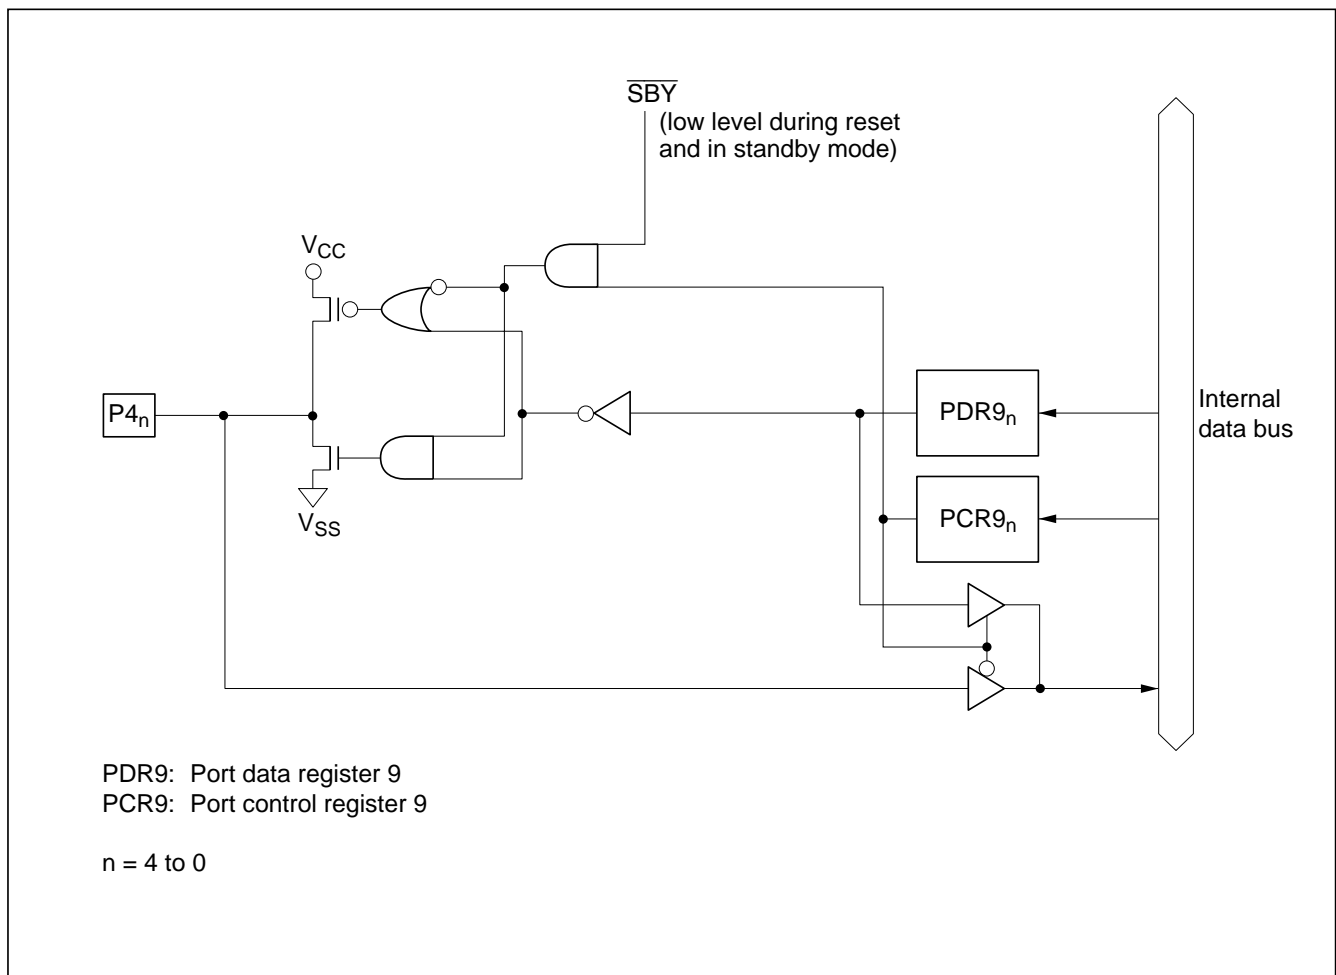 SBY
(low level during reset
and in standby mode)
VCC
P4n
VSS
PDR9n
PCR9n
Internal
data bus
PDR9: Port data register 9
PCR9: Port control register 9
n = 4 to 0